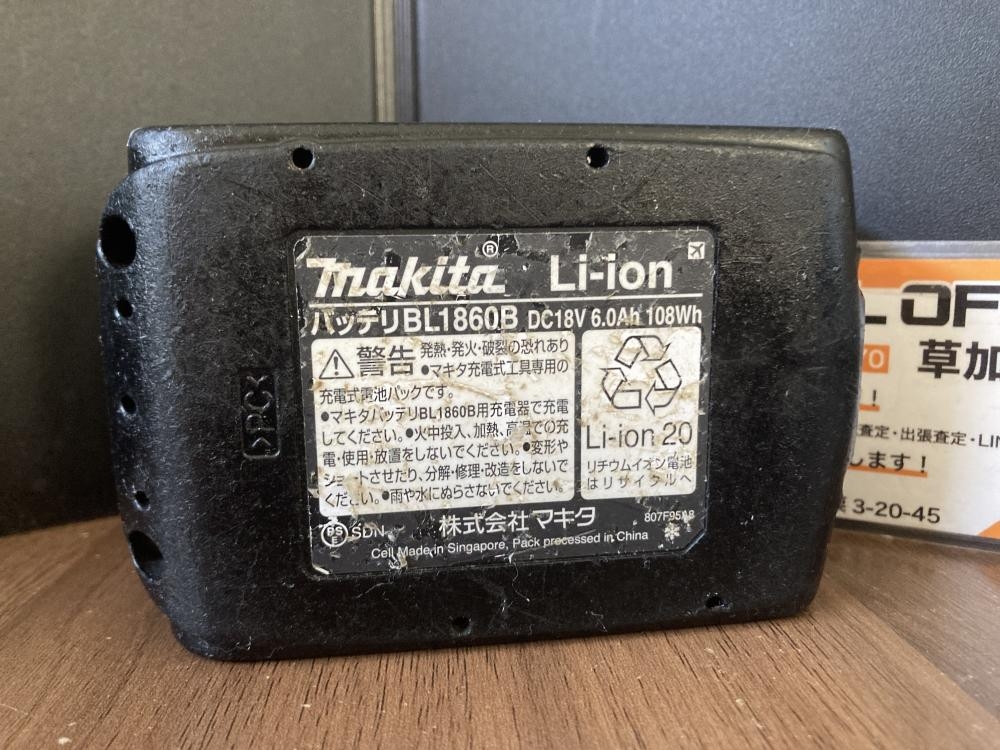 makita® Li-ion
バッテリBL1860B DC18V 6.0Ah 108Wh
警告 発熱・発火・破裂の恐れあり
●マキタ充電式工具専用の
充電式電池パックです。
●マキタバッテリBL1860B用充電器で充電
してください。●火中投入、加熱、高温での充
電・使用・放置をしないでください。●変形や
ショートさせたり、分解・修理・改造をしないで
ください。●雨や水にぬらさないでください。
Li-ion 20
リチウムイオン電池
はリサイクルへ
PS
E
SDN
株式会社マキタ
Cell Made in Singapore, Pack precessed in China
>PC<
OF
70
草加
!
査定・出張査定・LIN
します!
3-20-45